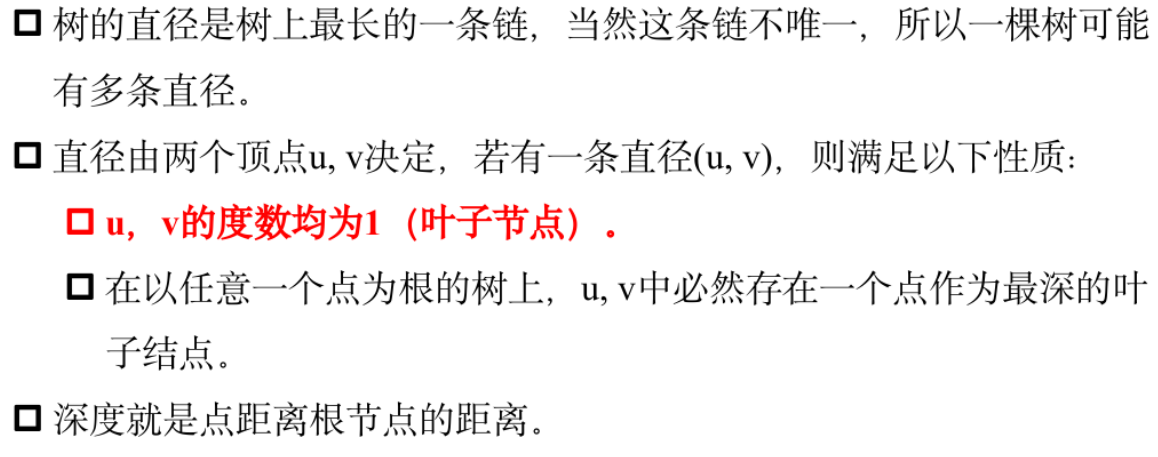 树的直径是树上最长的一条链，当然这条链不唯一，所以一棵树可能
有多条直径。
直径由两个顶点u, v决定，若有一条直径(u, v)，则满足以下性质：
u，v的度数均为1（叶子节点）.
在以任意一个点为根的树上，u, v中必然存在一个点作为最深的叶
子结点。
深度就是点距离根节点的距离。